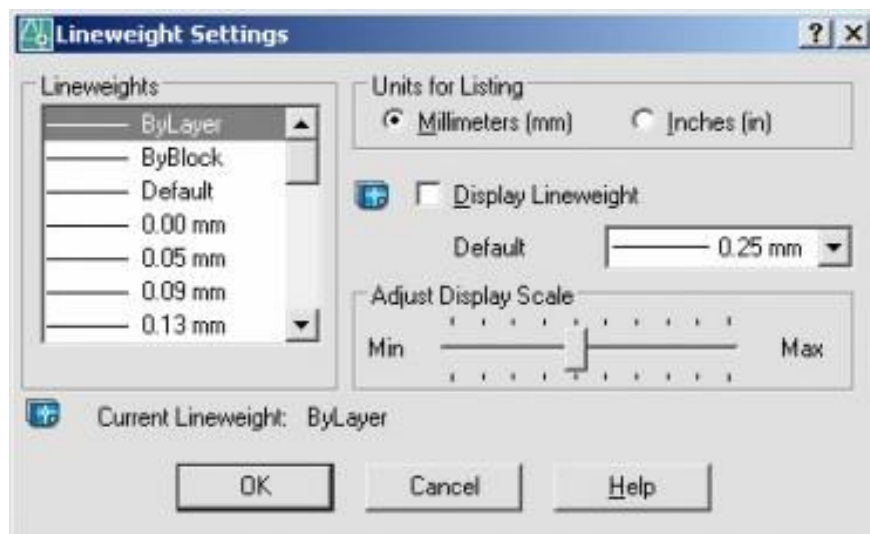 Lineweight Settings
Lineweights
ByLayer
ByBlock
Default
0.00 mm
0.05 mm
0.09 mm
0.13 mm
Units for Listing
Millimeters (mm)
Inches (in)
Display Lineweight
Default
0.25 mm
Adjust Display Scale
Min
Max
Current Lineweight: ByLayer
OK
Cancel
Help